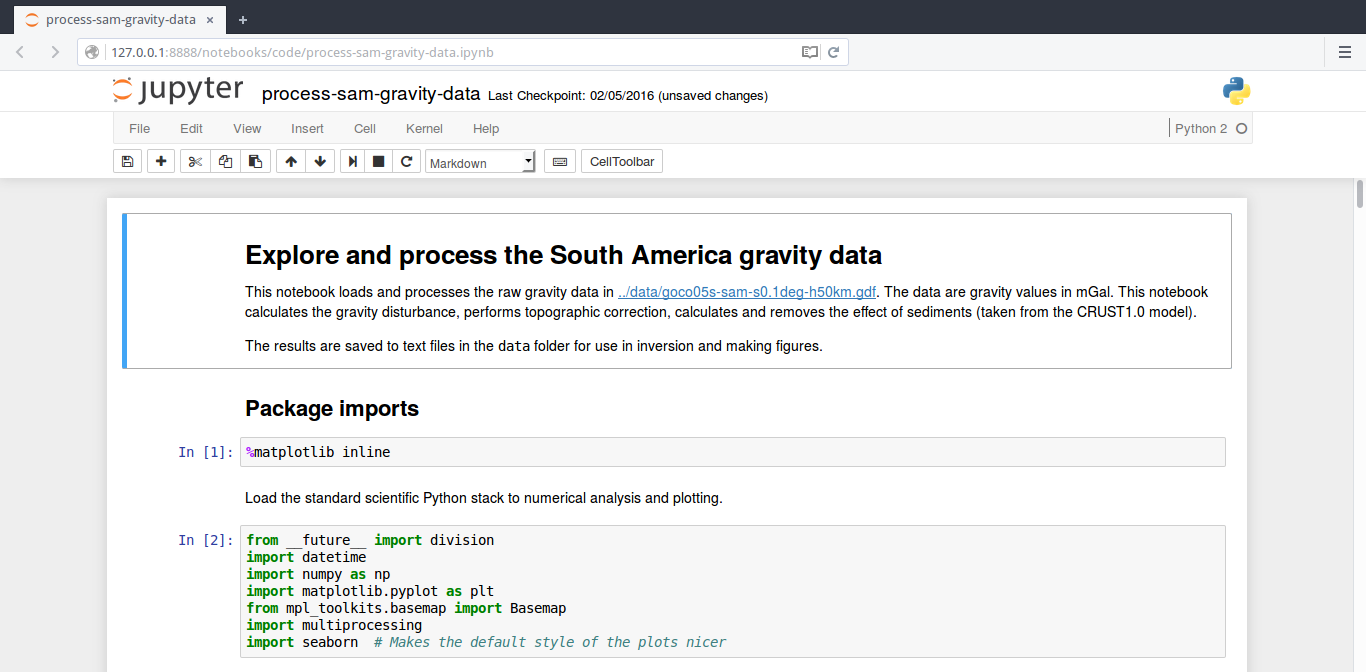 process-sam-gravity-data × +
127.0.0.1:8888/notebooks/code/process-sam-gravity-data.ipynb
jupyter process-sam-gravity-data Last Checkpoint: 02/05/2016 (unsaved changes)
File Edit View Insert Cell Kernel Help Python 2
Markdown CellToolbar
Explore and process the South America gravity data
This notebook loads and processes the raw gravity data in ../data/goco05s-sam-s0.1deg-h50km.gdf. The data are gravity values in mGal. This notebook
calculates the gravity disturbance, performs topographic correction, calculates and removes the effect of sediments (taken from the CRUST1.0 model).
The results are saved to text files in the data folder for use in inversion and making figures.
Package imports
In [1]: %matplotlib inline
Load the standard scientific Python stack to numerical analysis and plotting.
In [2]: from __future__ import division
import datetime
import numpy as np
import matplotlib.pyplot as plt
from mpl_toolkits.basemap import Basemap
import multiprocessing
import seaborn  # Makes the default style of the plots nicer